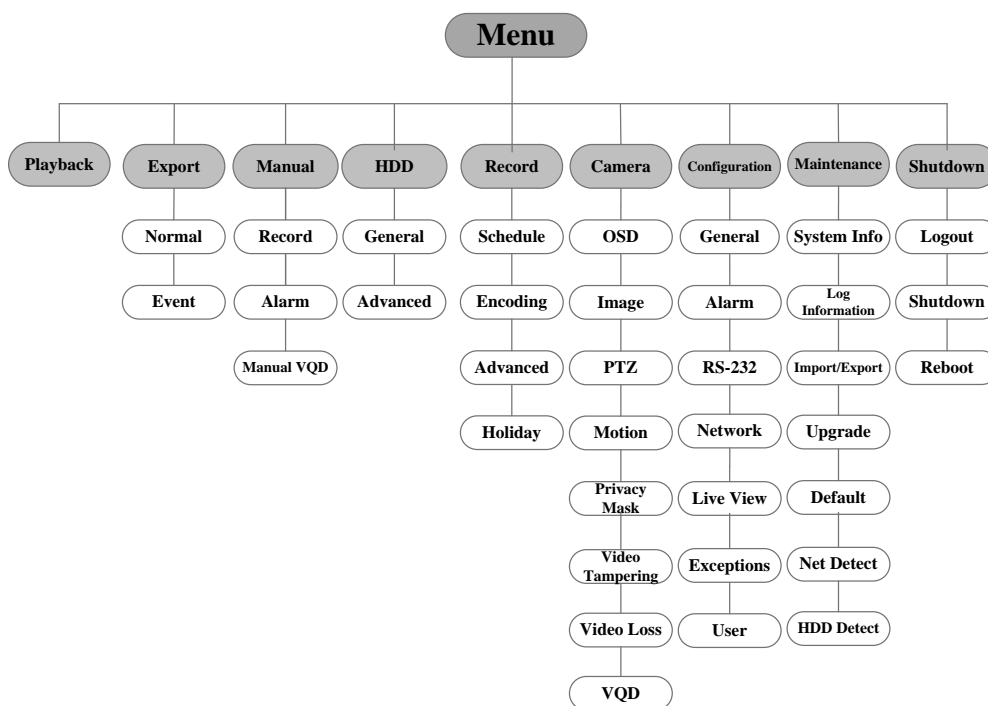 Menu
Playback
Export
Manual
HDD
Record
Camera
Configuration
Maintenance
Shutdown
Normal
Record
General
Schedule
OSD
General
System Info
Logout
Event
Alarm
Advanced
Encoding
Image
Alarm
Log
Information
Shutdown
Manual VQD
Advanced
PTZ
RS-232
Import/Export
Reboot
Holiday
Motion
Network
Upgrade
Privacy
Mask
Live View
Default
Video
Tampering
Exceptions
Net Detect
Video Loss
User
HDD Detect
VQD